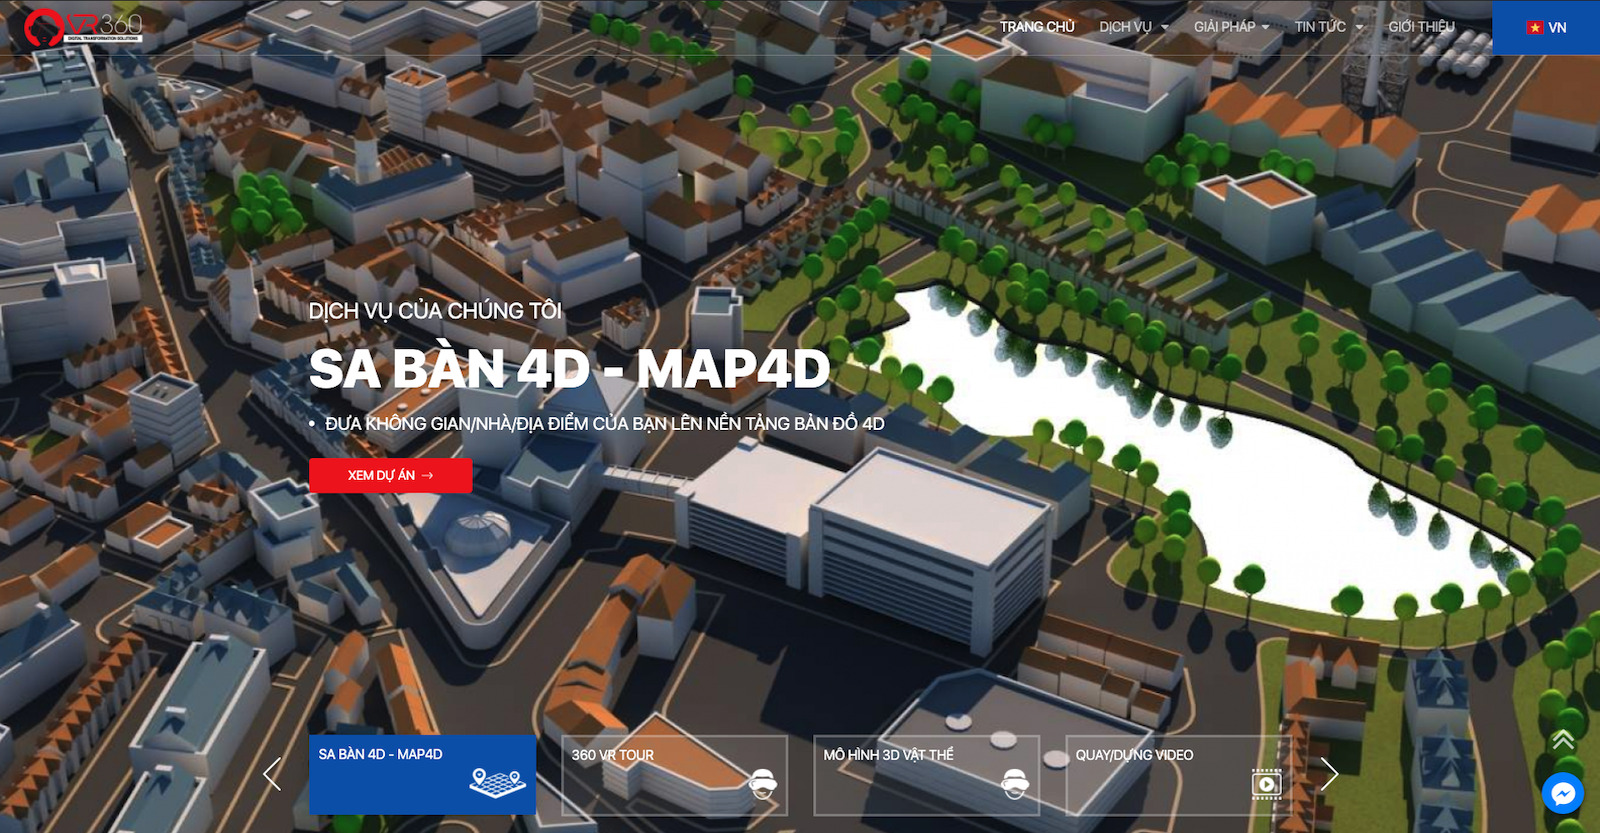 VR360
DIGITAL TRANSFORMATION SOLUTIONS
TRANG CHỦ
DỊCH VỤ
GIẢI PHÁP
TIN TỨC
GIỚI THIỆU
VN
DỊCH VỤ CỦA CHÚNG TÔI
SA BÀN 4D - MAP4D
• ĐƯA KHÔNG GIAN/NHÀ/ĐỊA ĐIỂM CỦA BẠN LÊN NỀN TẢNG BẢN ĐỒ 4D
XEM DỰ ÁN →
SA BÀN 4D - MAP4D
360 VR TOUR
MÔ HÌNH 3D VẬT THỂ
QUAY/DỰNG VIDEO